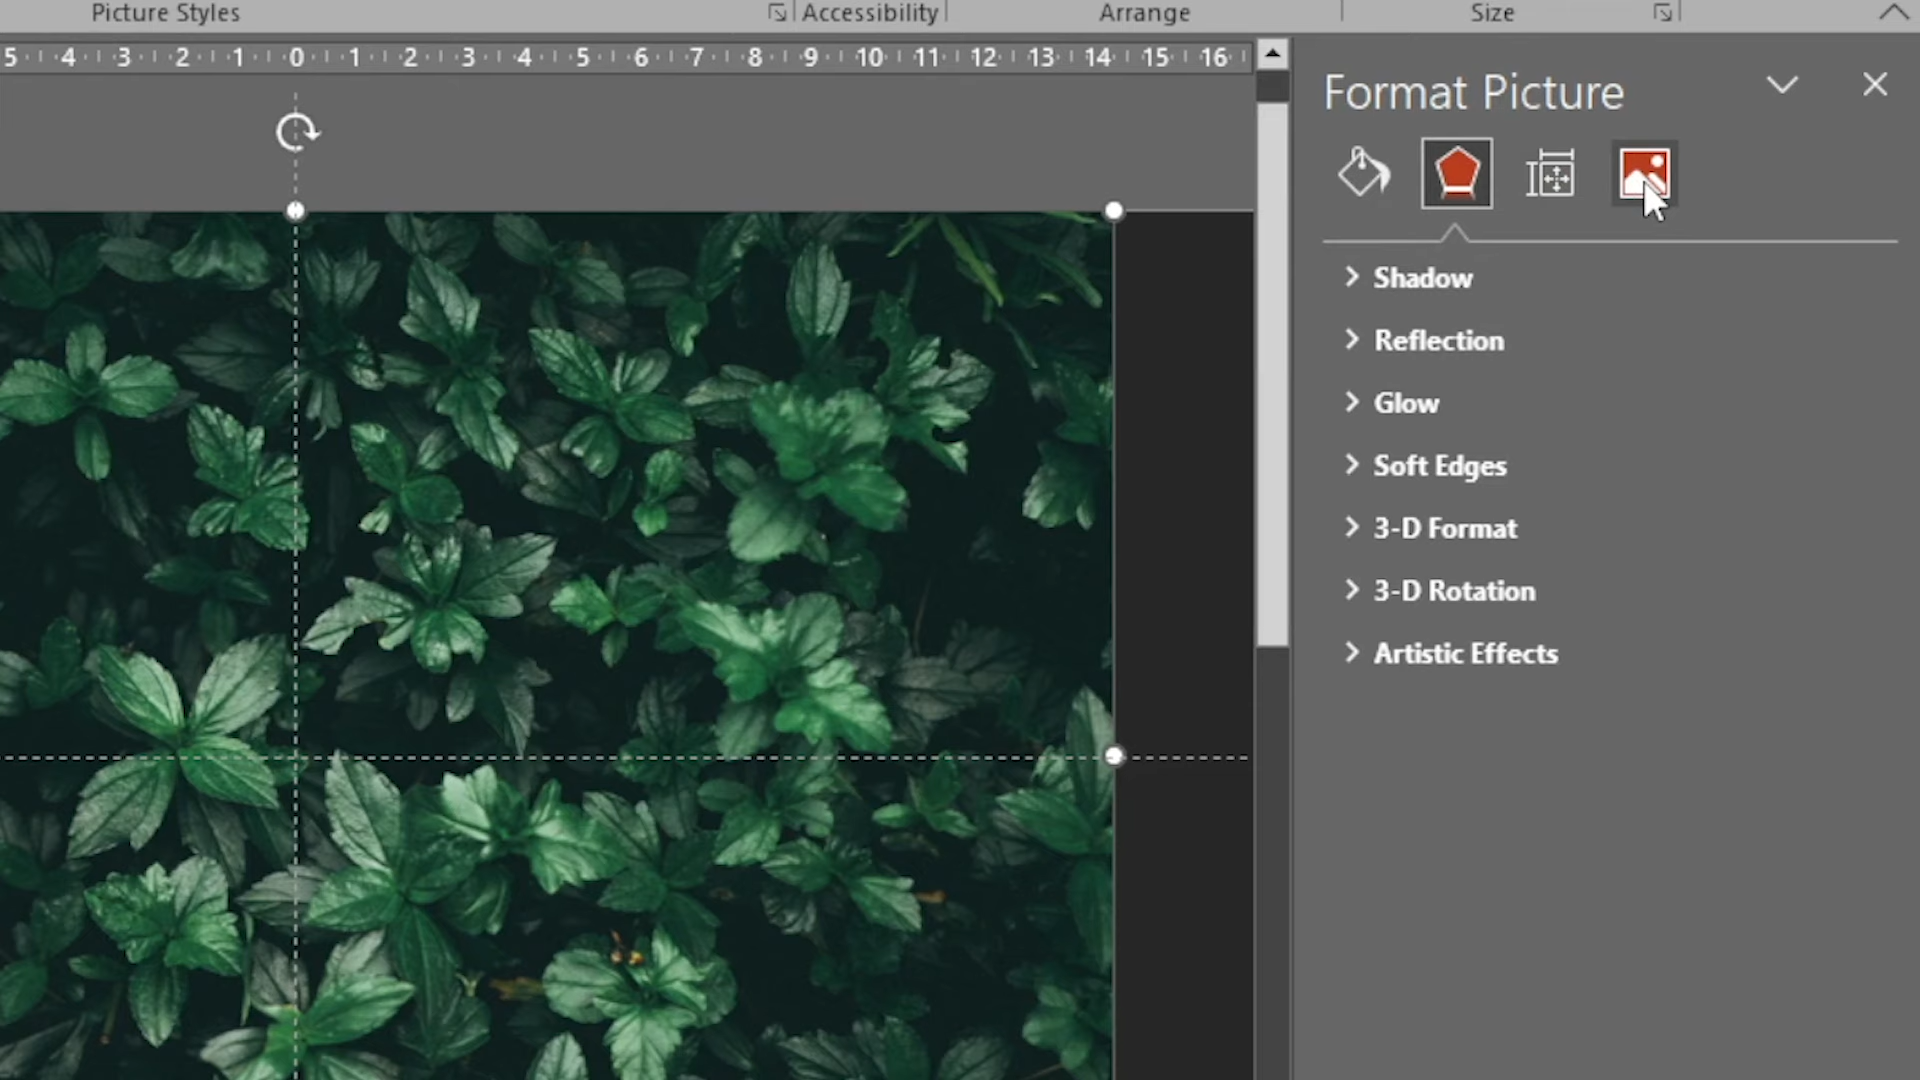 Picture Styles Accessibility Arrange Size
5 4 3 2 1 0 1 2 3 4 5 6 7 8 9 10 11 12 13 14 15 16
Format Picture
Shadow
Reflection
Glow
Soft Edges
3-D Format
3-D Rotation
Artistic Effects